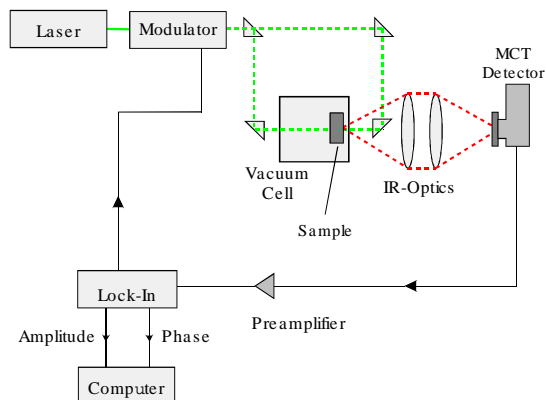 Laser
Modulator
MCT
Detector
Vacuum
Cell
IR-Optics
Sample
Lock-In
Preamplifier
Amplitude
Phase
Computer